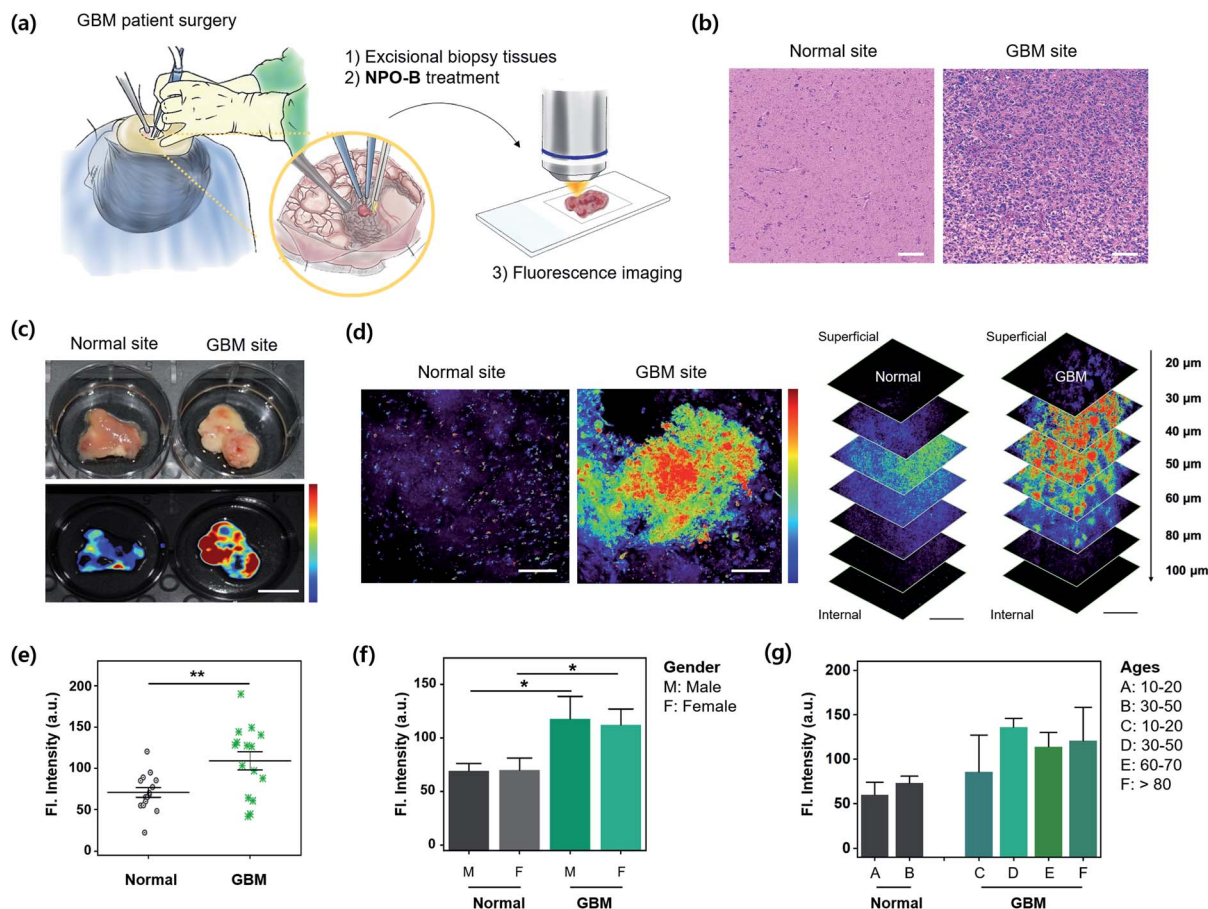 (a)
GBM patient surgery
1) Excisional biopsy tissues
2) NPO-B treatment
3) Fluorescence imaging
(b)
Normal site
GBM site
(c)
Normal site
GBM site
(d)
Normal site
GBM site
Superficial
Normal
Internal
Superficial
GBM
Internal
20 µm
30 µm
40 µm
50 µm
60 µm
80 µm
100 µm
(e)
Fl. Intensity (a.u.)
200
150
100
50
0
**
Normal
GBM
(f)
Fl. Intensity (a.u.)
150
100
50
0
*
*
M
F
M
F
Normal
GBM
Gender
M: Male
F: Female
(g)
Fl. Intensity (a.u.)
200
150
100
50
0
A
B
C
D
E
F
Normal
GBM
Ages
A: 10-20
B: 30-50
C: 10-20
D: 30-50
E: 60-70
F: > 80